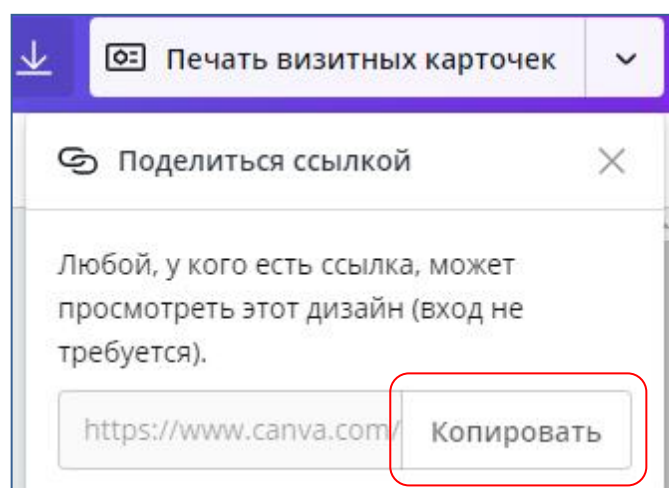 Печать визитных карточек
Поделиться ссылкой
Любой, у кого есть ссылка, может
просмотреть этот дизайн (вход не
требуется).
https://www.canva.com/ Копировать